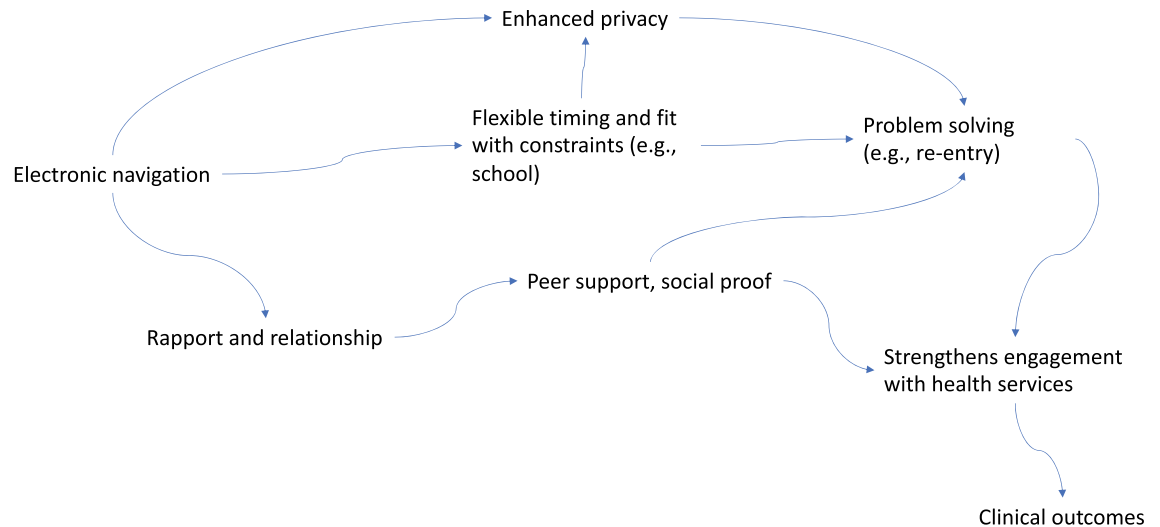 Enhanced privacy
Flexible timing and fit
with constraints (e.g.,
school)
Problem solving
(e.g., re-entry)
Electronic navigation
Peer support, social proof
Rapport and relationship
Strengthens engagement
with health services
Clinical outcomes